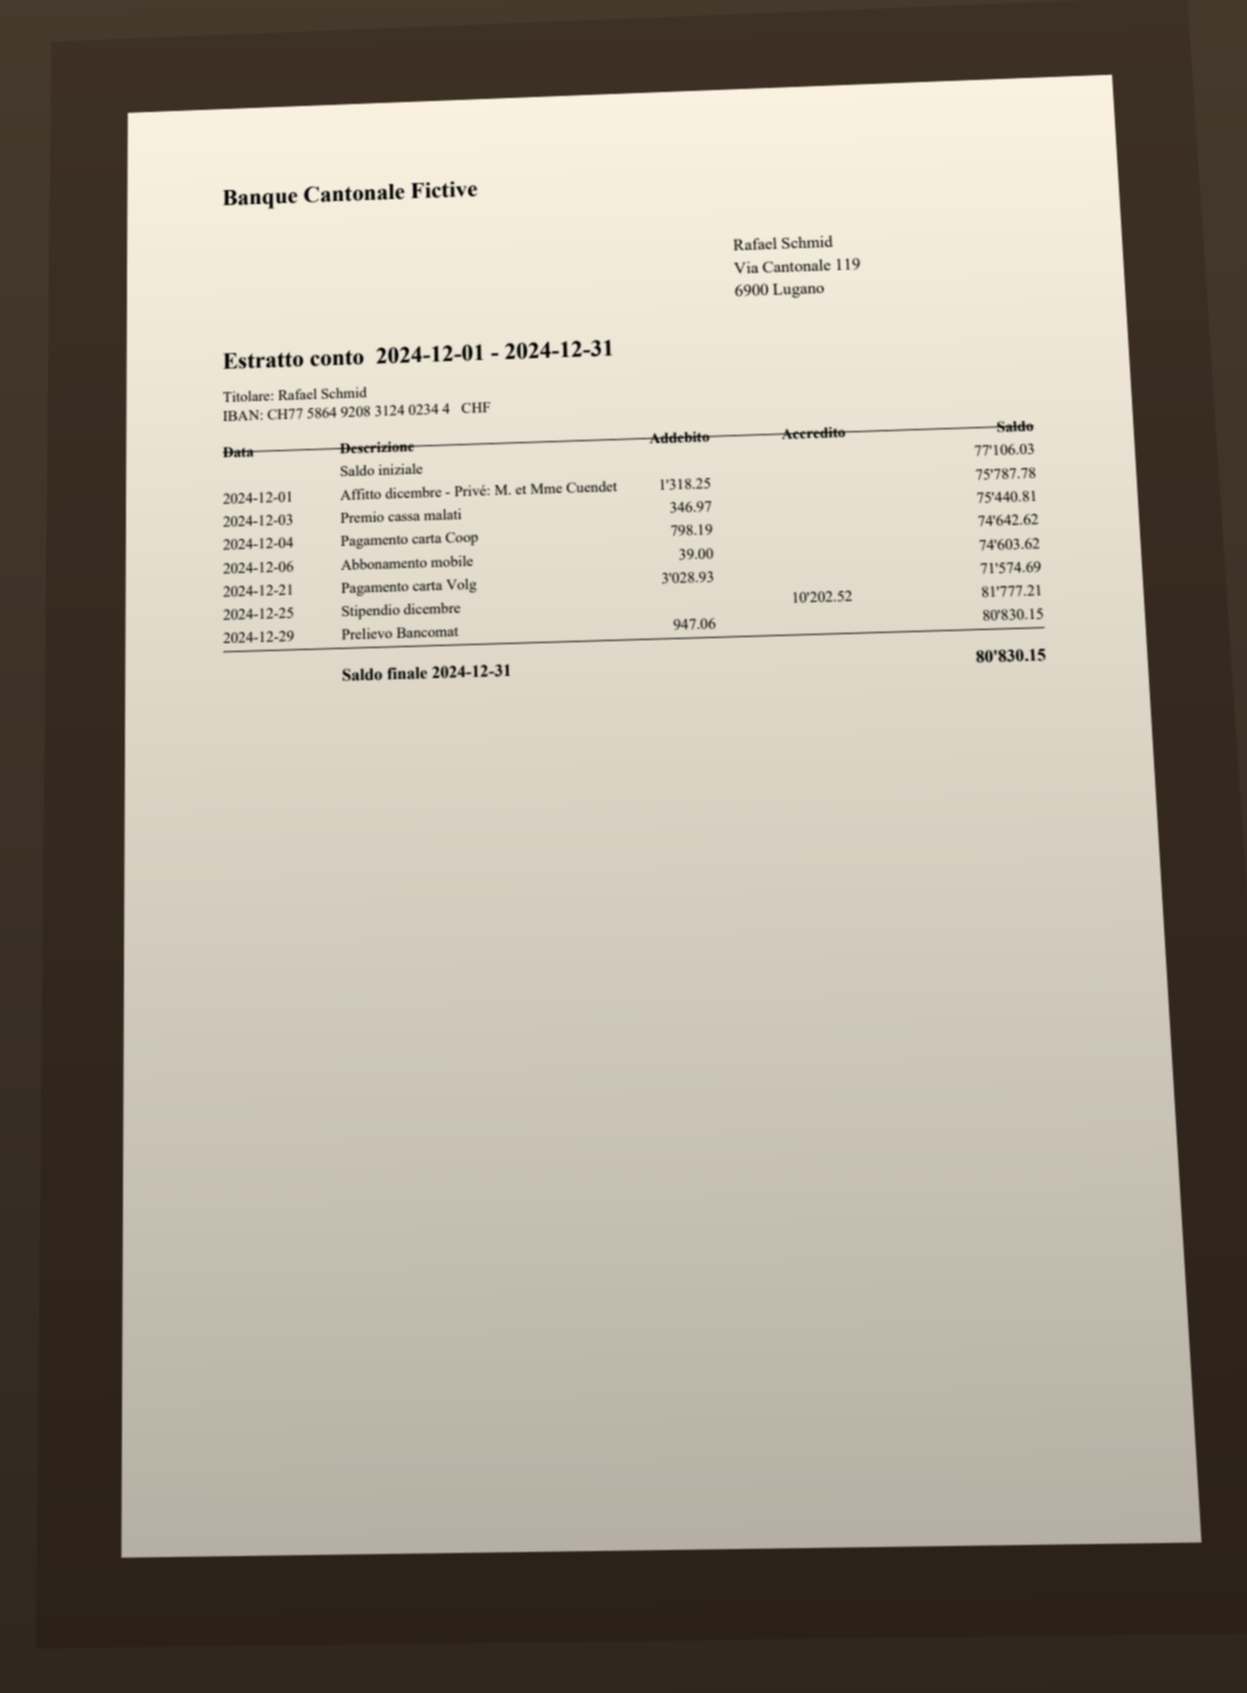 Banque Cantonale Fictive
Rafael Schmid
Via Cantonale 119
6900 Lugano
Estratto conto 2024-12-01 - 2024-12-31
Titolare: Rafael Schmid
IBAN: CH77 5864 9208 3124 0234 4 CHF
Data Descrizione Addebito Accredito Saldo
Saldo iniziale 77'106.03
2024-12-01 Affitto dicembre - Privé: M. et Mme Cuendet 1'318.25 75'787.78
2024-12-03 Premio cassa malati 346.97 75'440.81
2024-12-04 Pagamento carta Coop 798.19 74'642.62
2024-12-06 Abbonamento mobile 39.00 74'603.62
2024-12-21 Pagamento carta Volg 3'028.93 71'574.69
2024-12-25 Stipendio dicembre 10'202.52 81'777.21
2024-12-29 Prelievo Bancomat 947.06 80'830.15
Saldo finale 2024-12-31 80'830.15